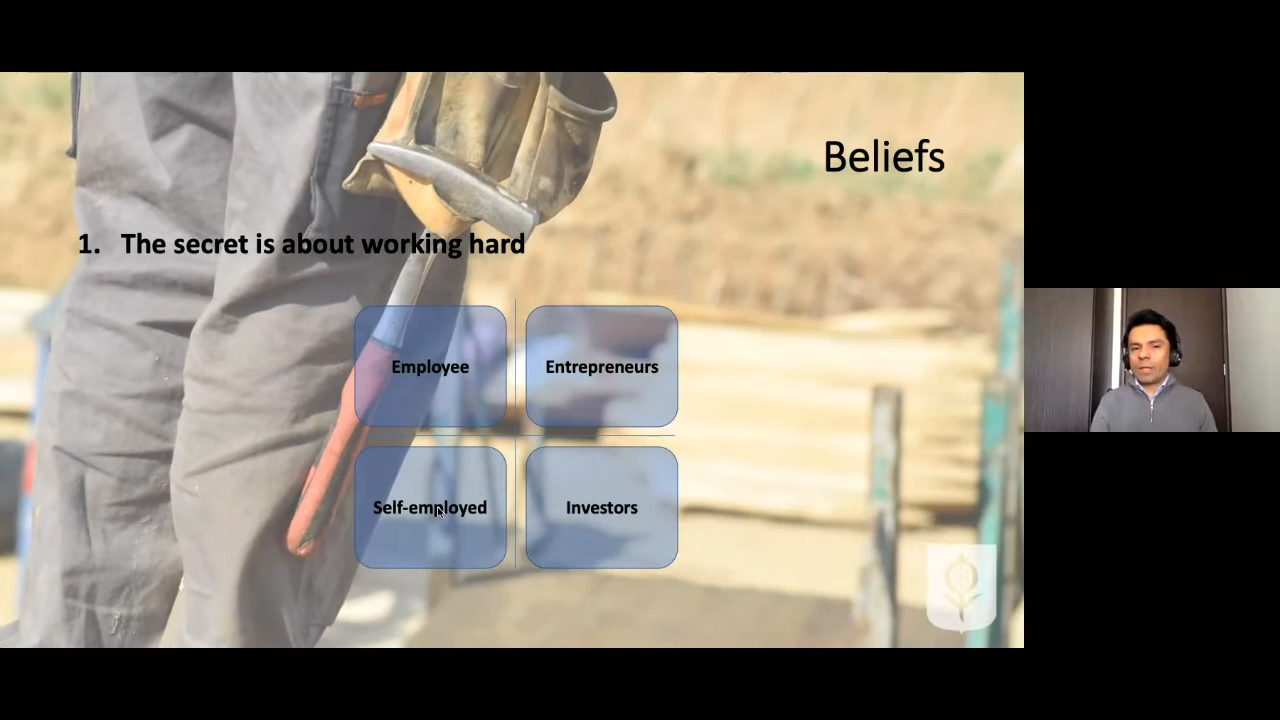 Beliefs
1. The secret is about working hard
Employee
Entrepreneurs
Self-employed
Investors